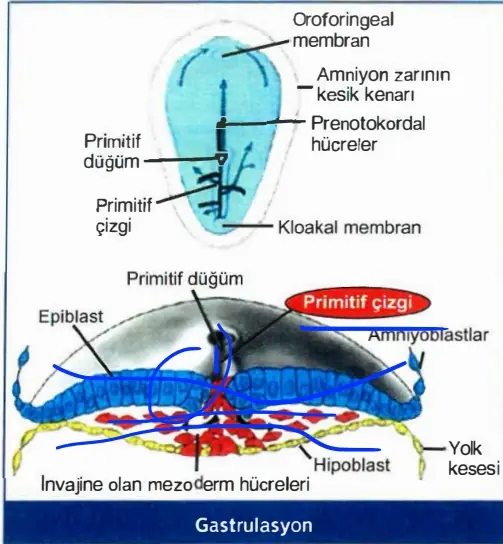 Oroforingeal
membran
Amniyon zarının
kesik kenarı
Prenotokordal
hücreler
Primitif
düğüm
Primitif
çizgi
Kloakal membran
Primitif düğüm
Primitif çizgi
Epiblast
Amniyoblastlar
Yolk
kesesi
Hipoblast
İnvajine olan mezoderm hücreleri
Gastrulasyon